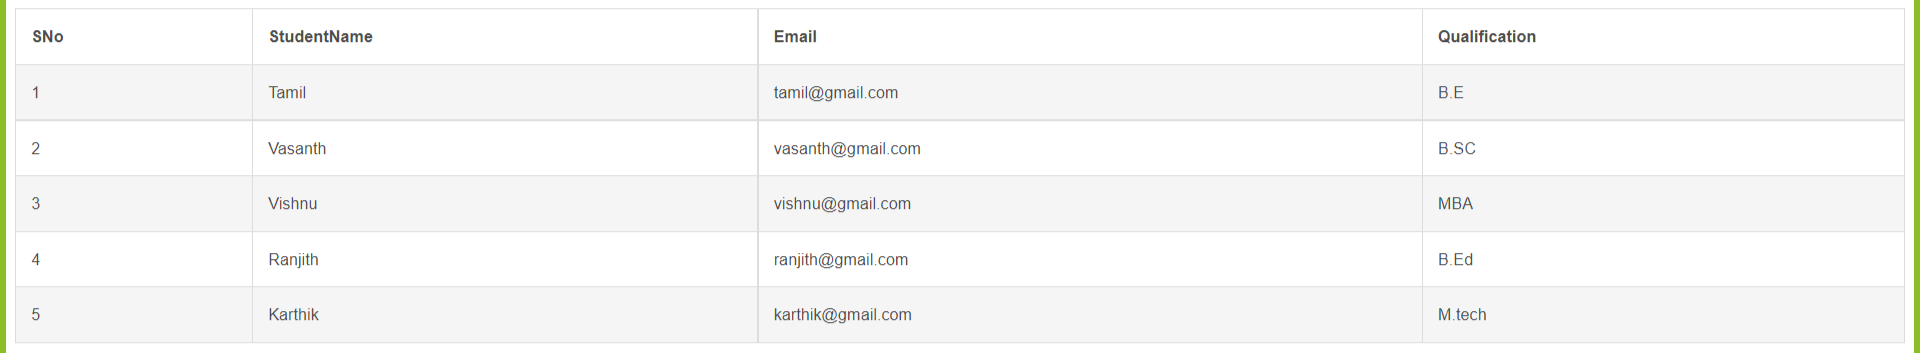 SNo StudentName Email Qualification
1 Tamil tamil@gmail.com B.E
2 Vasanth vasanth@gmail.com B.SC
3 Vishnu vishnu@gmail.com MBA
4 Ranjith ranjith@gmail.com B.Ed
5 Karthik karthik@gmail.com M.tech